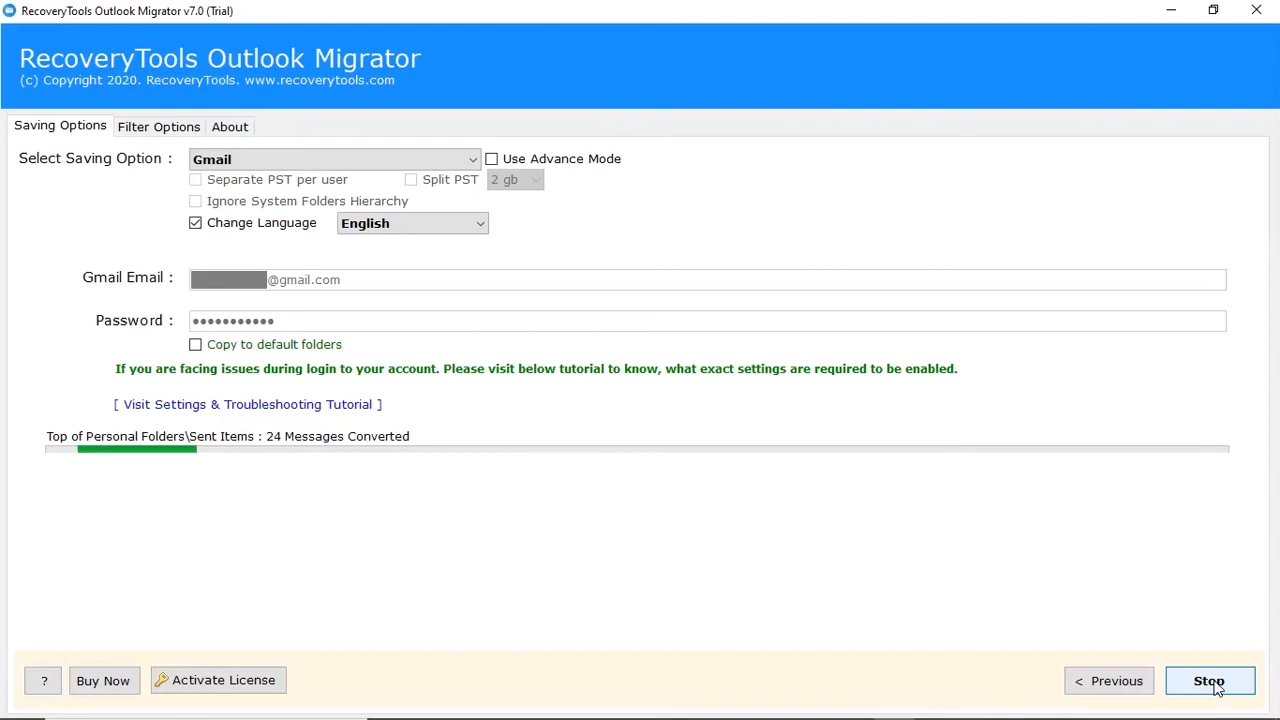 RecoveryTools Outlook Migrator v7.0 (Trial)
RecoveryTools Outlook Migrator
(c) Copyright 2020. RecoveryTools. www.recoverytools.com
Saving Options Filter Options About
Select Saving Option : Gmail Use Advance Mode
Separate PST per user Split PST 2 gb
Ignore System Folders Hierarchy
Change Language English
Gmail Email : @gmail.com
Password : •••••••••••
Copy to default folders
If you are facing issues during login to your account. Please visit below tutorial to know, what exact settings are required to be enabled.
[ Visit Settings & Troubleshooting Tutorial ]
Top of Personal Folders\Sent Items : 24 Messages Converted
? Buy Now Activate License < Previous Stop